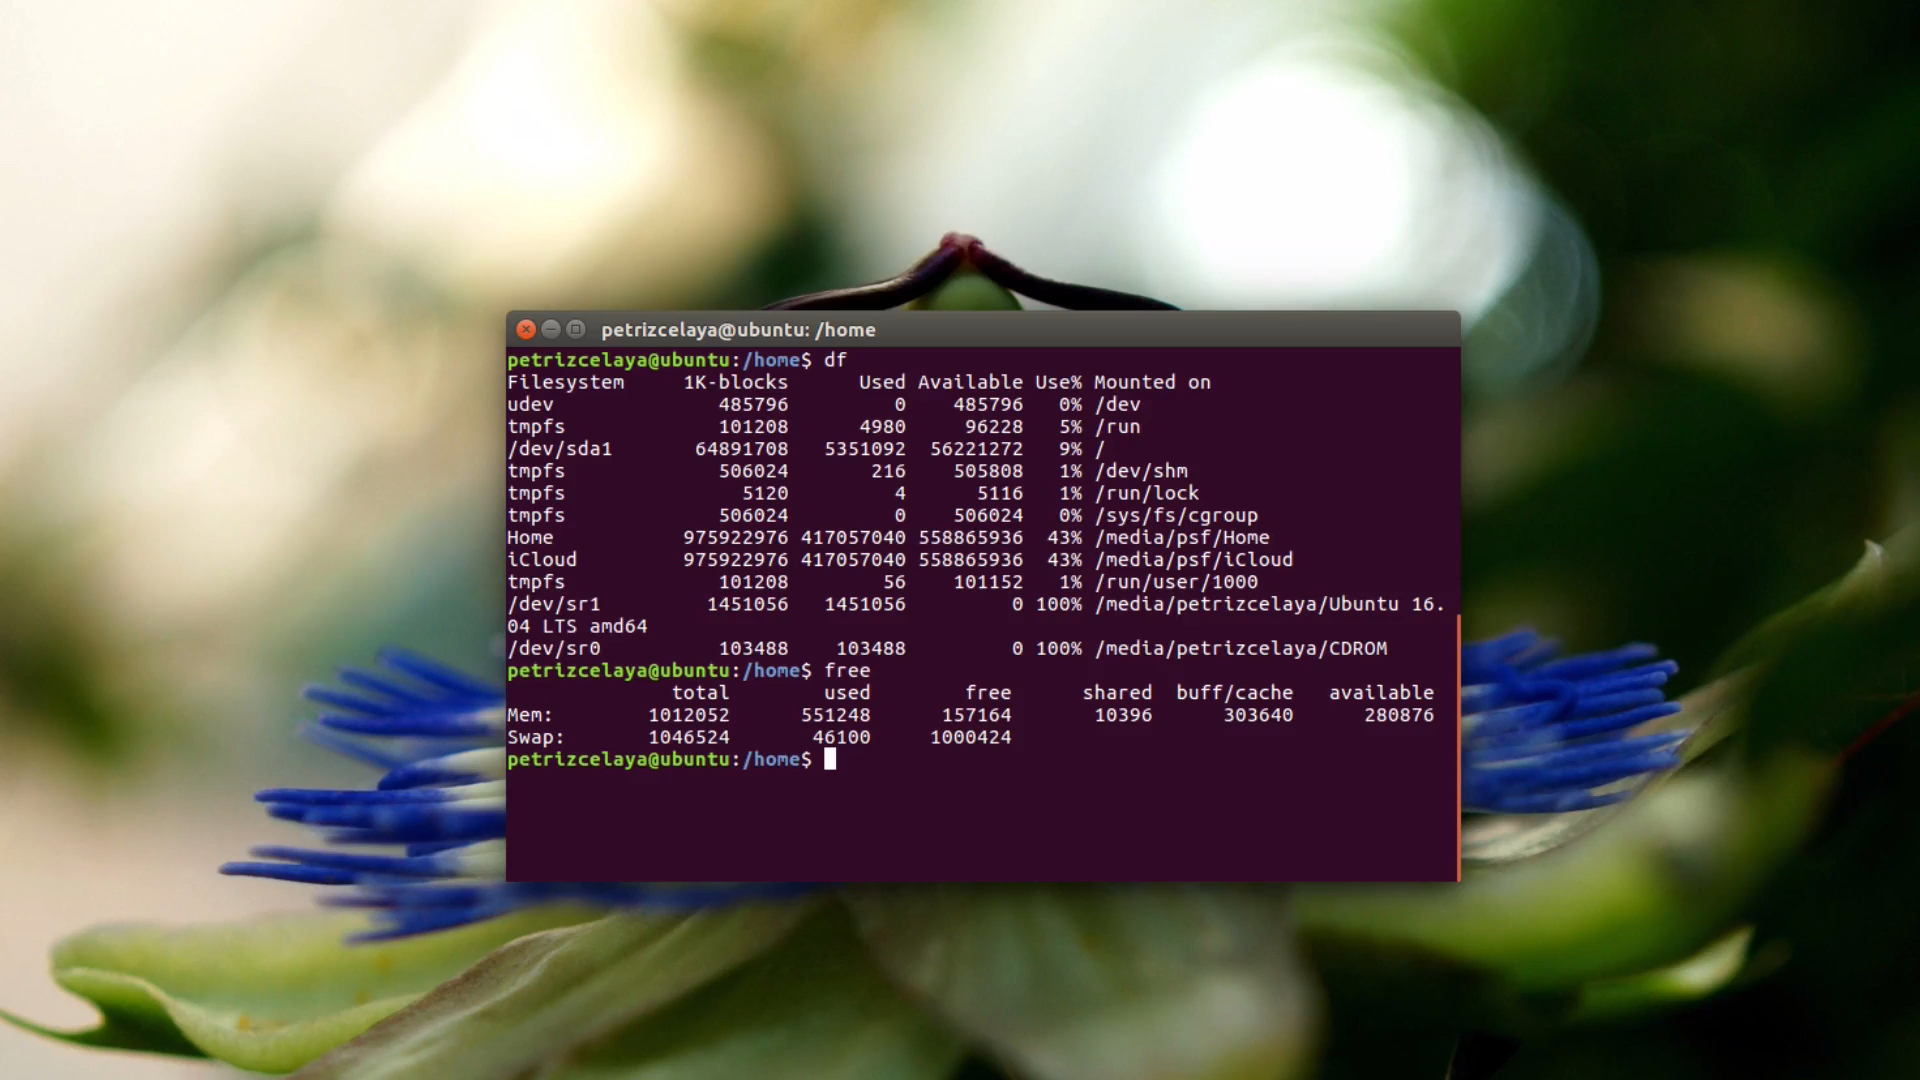 petrizcelaya@ubuntu: /home
petrizcelaya@ubuntu:/home$ df
Filesystem     1K-blocks      Used Available Use% Mounted on
udev              485796         0    485796   0% /dev
tmpfs             101208      4980     96228   5% /run
/dev/sda1       64891708   5351092  56221272   9% /
tmpfs             506024       216    505808   1% /dev/shm
tmpfs               5120         4      5116   1% /run/lock
tmpfs             506024         0    506024   0% /sys/fs/cgroup
Home           975922976 417057040 558865936  43% /media/psf/Home
iCloud         975922976 417057040 558865936  43% /media/psf/iCloud
tmpfs             101208        56    101152   1% /run/user/1000
/dev/sr1         1451056   1451056         0 100% /media/petrizcelaya/Ubuntu 16.
04 LTS amd64
/dev/sr0          103488    103488         0 100% /media/petrizcelaya/CDROM
petrizcelaya@ubuntu:/home$ free
              total        used        free      shared  buff/cache   available
Mem:        1012052      551248      157164       10396      303640      280876
Swap:       1046524       46100     1000424
petrizcelaya@ubuntu:/home$